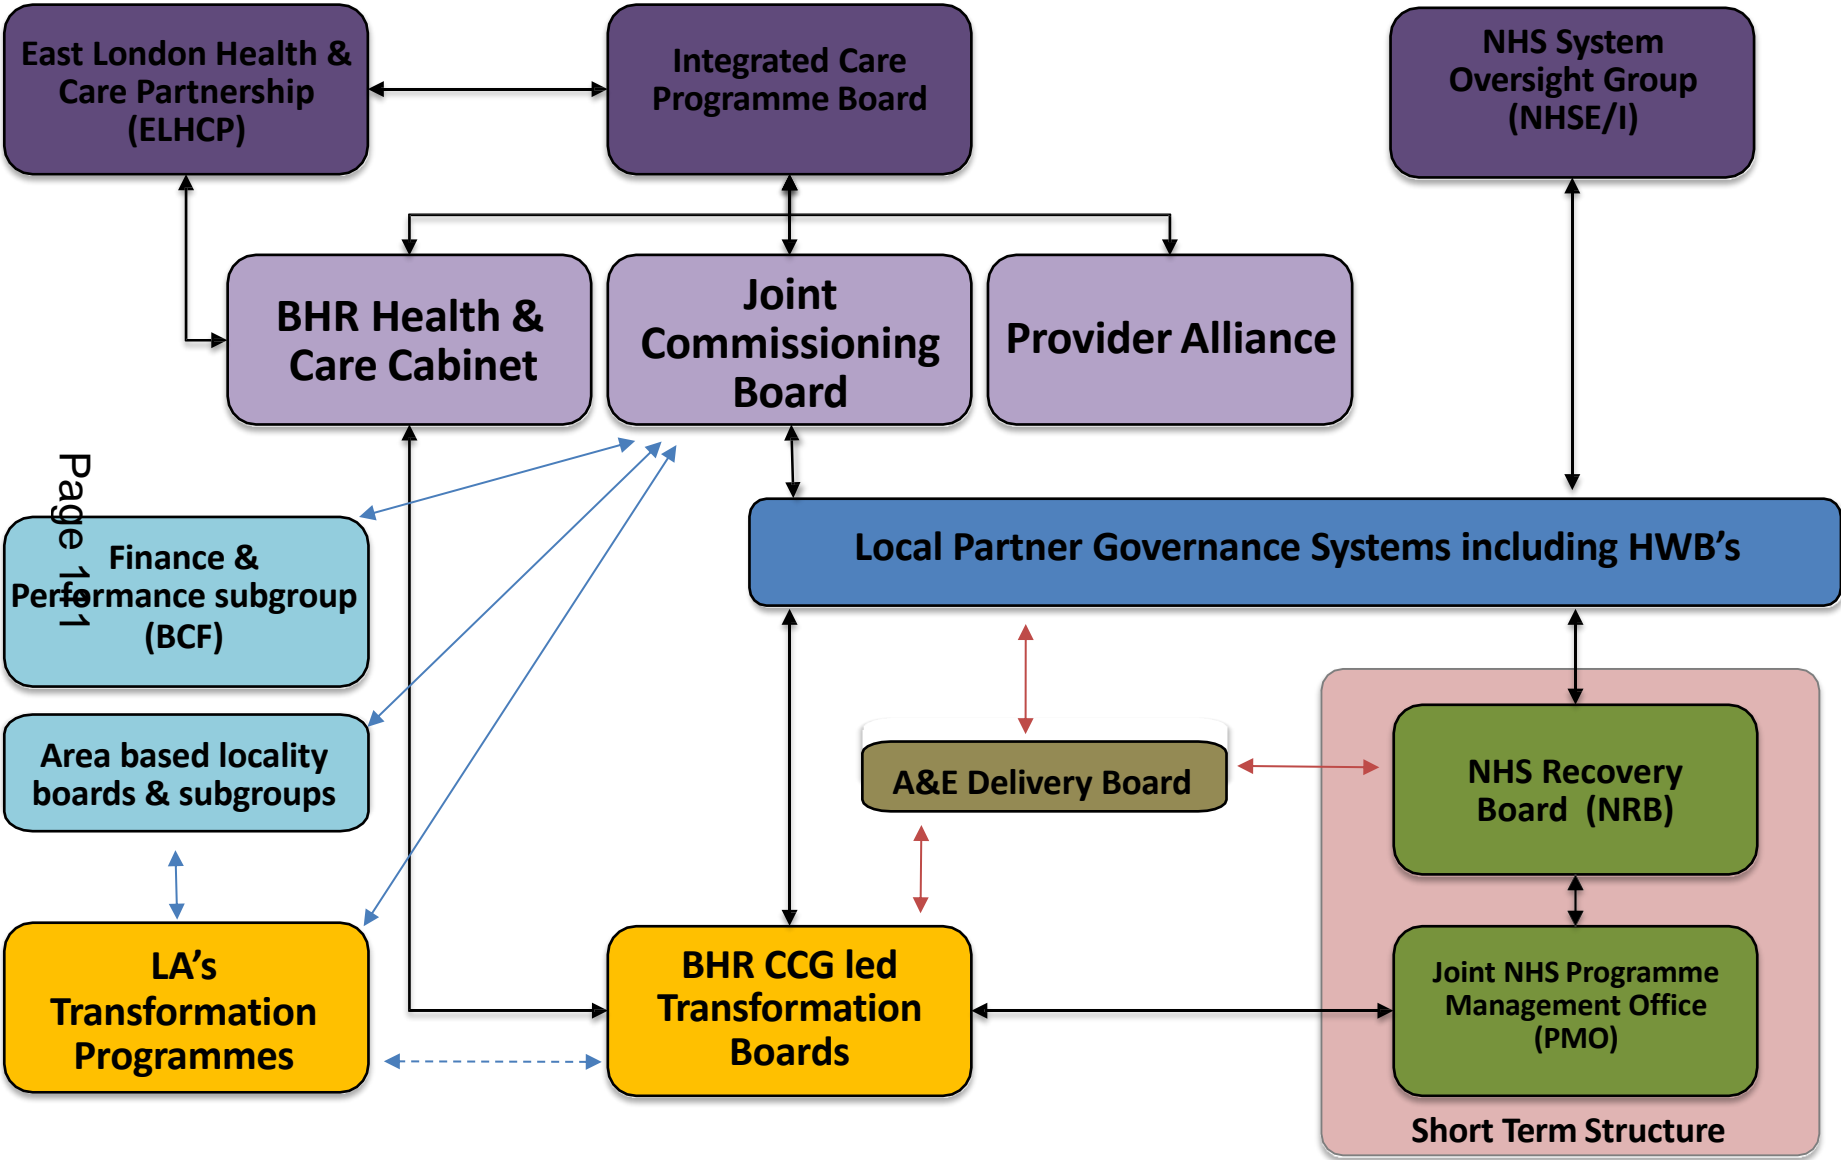 East London Health &
Care Partnership
(ELHCP)
Integrated Care
Programme Board
NHS System
Oversight Group
(NHSE/I)
BHR Health &
Care Cabinet
Joint
Commissioning
Board
Provider Alliance
Page 111
Finance &
Performance subgroup
(BCF)
Local Partner Governance Systems including HWB’s
Area based locality
boards & subgroups
A&E Delivery Board
NHS Recovery
Board (NRB)
LA’s
Transformation
Programmes
BHR CCG led
Transformation
Boards
Joint NHS Programme
Management Office
(PMO)
Short Term Structure